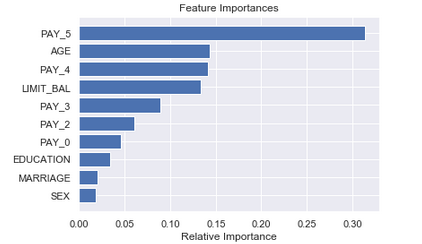 Feature Importances
PAY_5
AGE
PAY_4
LIMIT_BAL
PAY_3
PAY_2
PAY_0
EDUCATION
MARRIAGE
SEX
0.00 0.05 0.10 0.15 0.20 0.25 0.30
Relative Importance